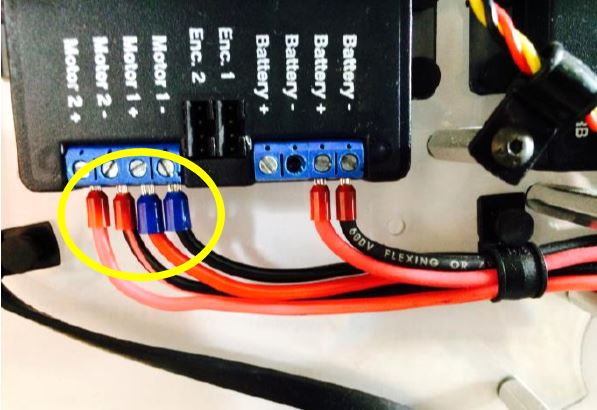 Motor 2 +
Motor 2 -
Motor 1 +
Motor 1 -
Enc. 2
Enc. 1
Battery +
Battery -
Battery +
Battery -
600V FLEXING OR
RB